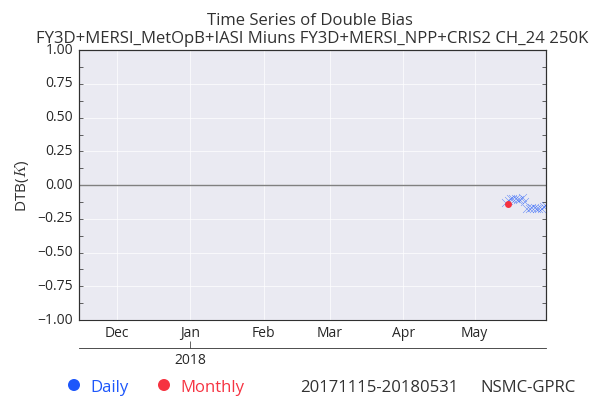 Time Series of Double Bias
FY3D+MERSI_MetOpB+IASI Miuns FY3D+MERSI_NPP+CRIS2 CH_24 250K
1.00
0.75
0.50
0.25
0.00
−0.25
−0.50
−0.75
−1.00
DTB(K)
Dec Jan Feb Mar Apr May
2018
Daily Monthly 20171115-20180531 NSMC-GPRC